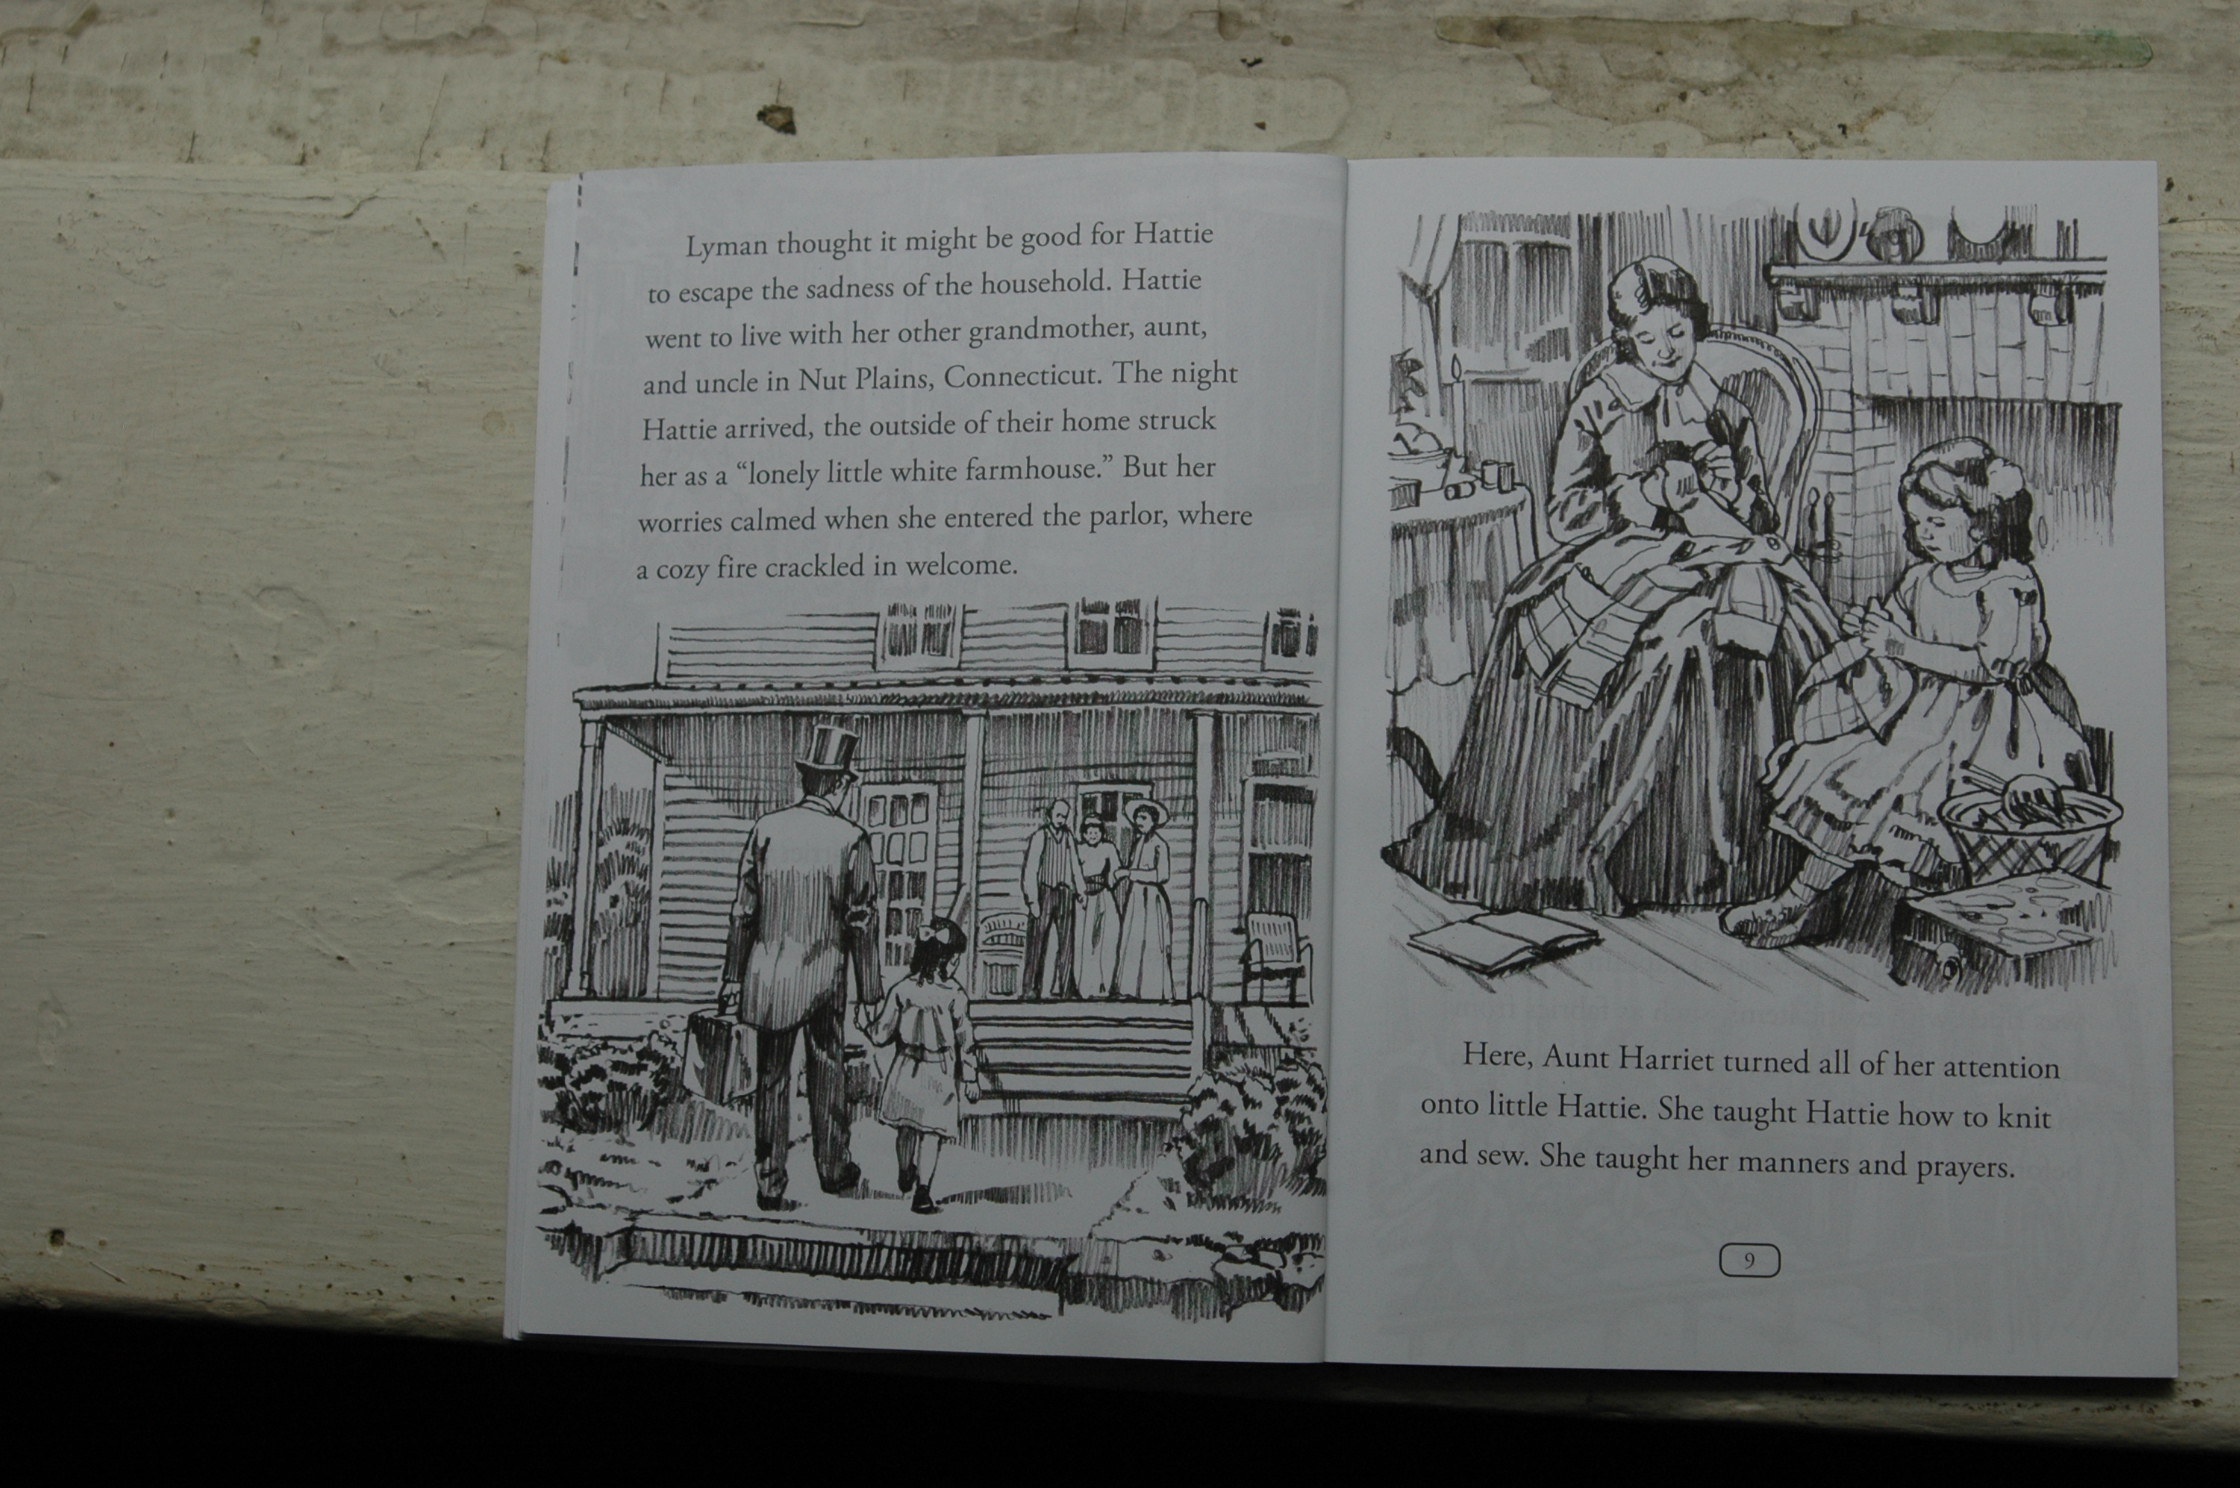 Lyman thought it might be good for Hattie
to escape the sadness of the household. Hattie
went to live with her other grandmother, aunt,
and uncle in Nut Plains, Connecticut. The night
Hattie arrived, the outside of their home struck
her as a “lonely little white farmhouse.” But her
worries calmed when she entered the parlor, where
a cozy fire crackled in welcome.
Here, Aunt Harriet turned all of her attention
onto little Hattie. She taught Hattie how to knit
and sew. She taught her manners and prayers.
9